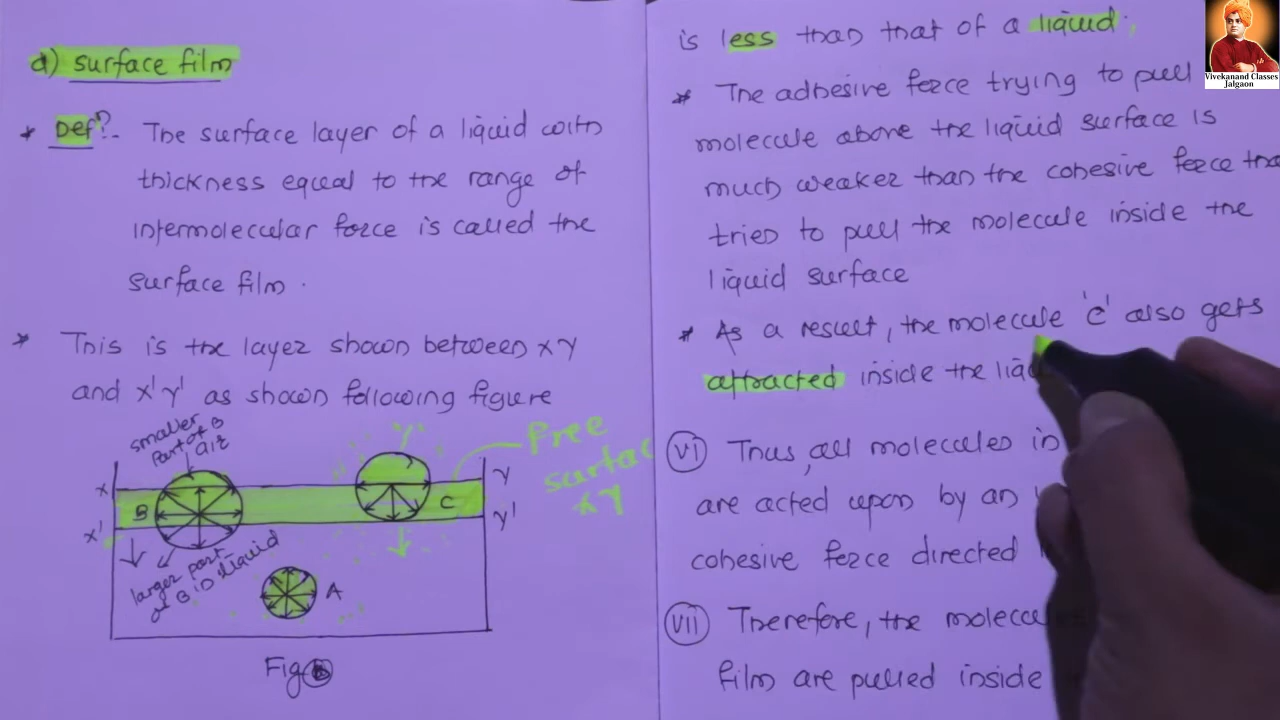 d) surface film
* Defn:- The surface layer of a liquid with
thickness equal to the range of
intermolecular force is called the
surface film.
* This is the layer shown between XY
and X'Y' as shown following figure
smaller
part of B
air
X
X'
B
C
Y
Y'
free
surface
XY
larger part
of B in liquid
A
Fig b
is less than that of a liquid.
* The adhesive force trying to pull
molecule above the liquid surface is
much weaker than the cohesive force
tries to pull the molecule inside the
liquid surface
* As a result, the molecule 'c' also gets
attracted inside the
vi Thus, all molecules in
are acted upon by an
cohesive force directed
vii Therefore, the
film are pulled inside
Vivekanand Classes
Jalgaon